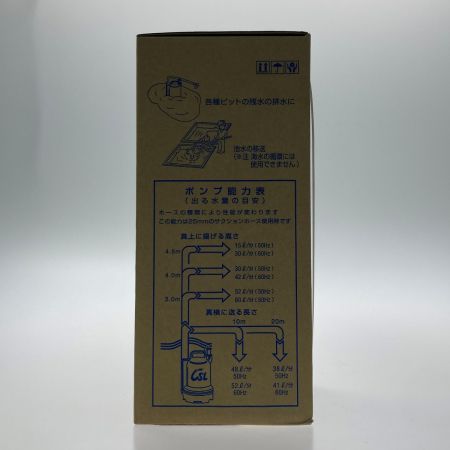 各種ピットの残水の排水に
池水の移送
(※注 海水の循環には
使用できません)
ポンプ能力表
(出る水量の目安)
ホースの種類により性能が変わります
この能力は25mmのサクションホース使用時です
真上に揚げる高さ
4.5m
15ℓ/分(50Hz)
30ℓ/分(60Hz)
4.0m
30ℓ/分(50Hz)
42ℓ/分(60Hz)
3.0m
52ℓ/分(50Hz)
60ℓ/分(60Hz)
真横に送る長さ
10m 20m
CSL
48ℓ/分 38ℓ/分
50Hz 50Hz
52ℓ/分 41ℓ/分
60Hz 60Hz